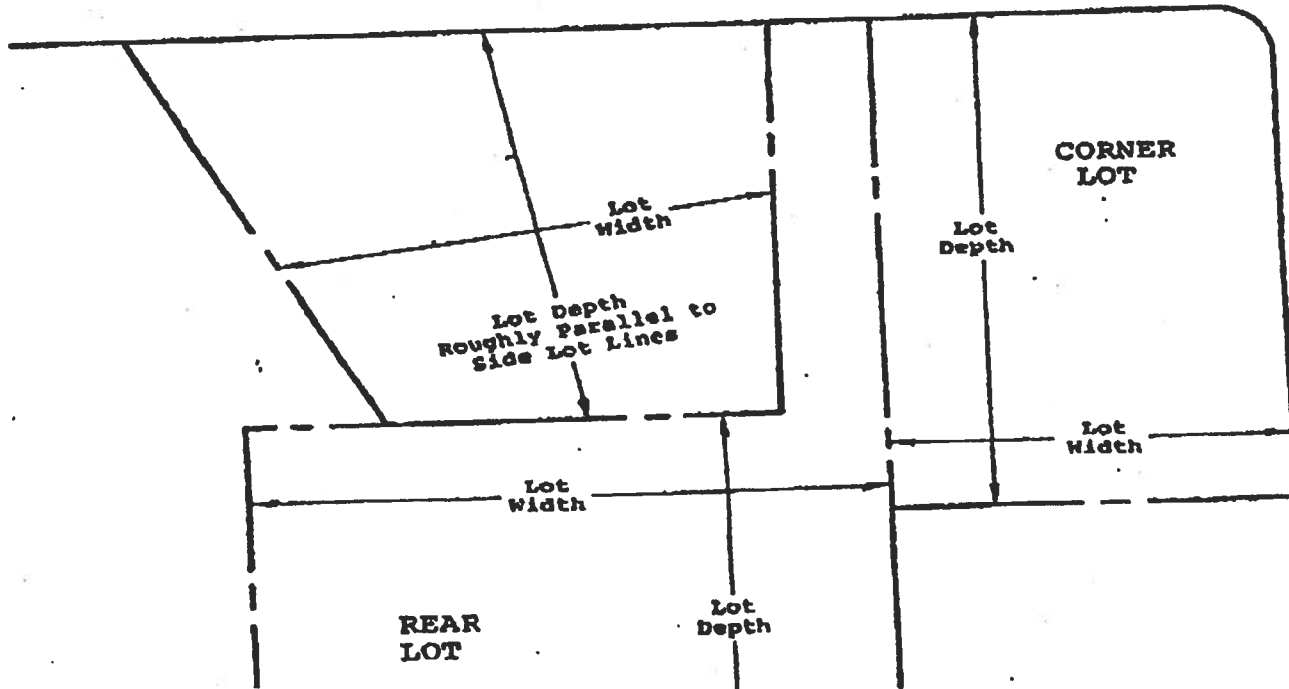 CORNER
LOT
Lot
Width
Lot
Depth
Lot Depth
Roughly Parallel to
Side Lot Lines
Lot
Width
Lot
Width
REAR
LOT
Lot
Depth